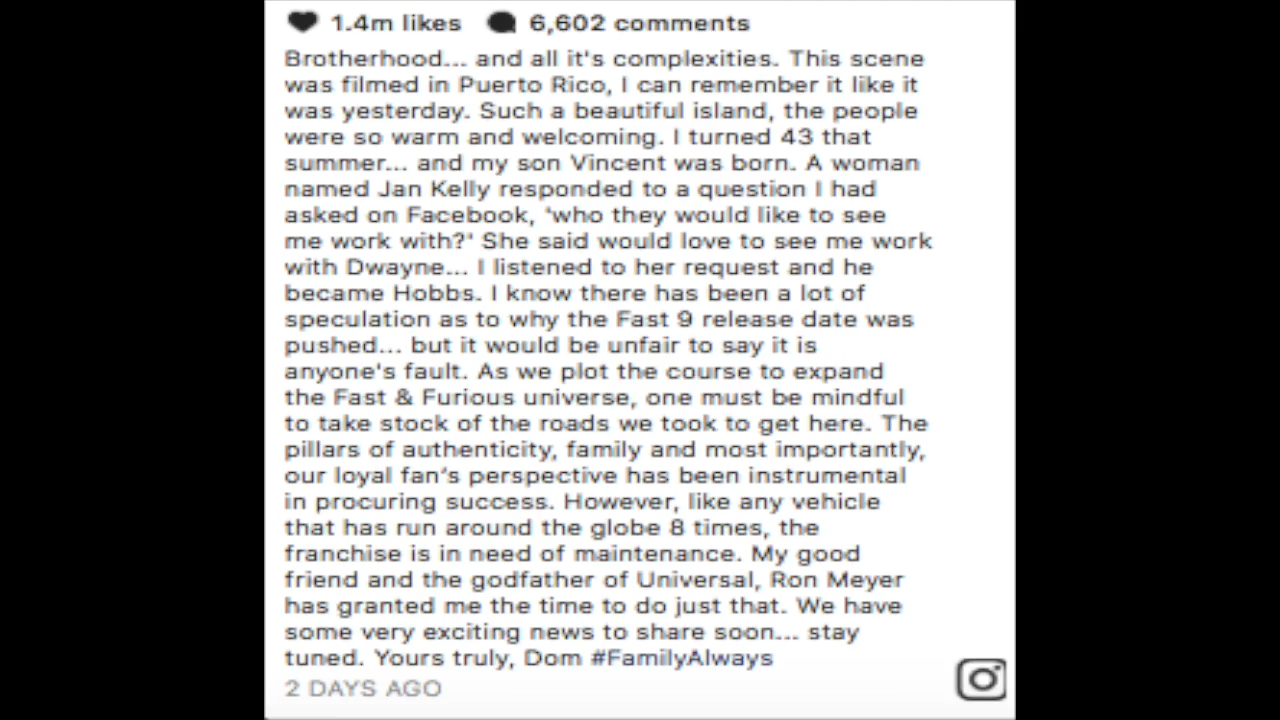 1.4m likes 6,602 comments
Brotherhood... and all it's complexities. This scene
was filmed in Puerto Rico, I can remember it like it
was yesterday. Such a beautiful island, the people
were so warm and welcoming. I turned 43 that
summer... and my son Vincent was born. A woman
named Jan Kelly responded to a question I had
asked on Facebook, 'who they would like to see
me work with?' She said would love to see me work
with Dwayne... I listened to her request and he
became Hobbs. I know there has been a lot of
speculation as to why the Fast 9 release date was
pushed... but it would be unfair to say it is
anyone's fault. As we plot the course to expand
the Fast & Furious universe, one must be mindful
to take stock of the roads we took to get here. The
pillars of authenticity, family and most importantly,
our loyal fan's perspective has been instrumental
in procuring success. However, like any vehicle
that has run around the globe 8 times, the
franchise is in need of maintenance. My good
friend and the godfather of Universal, Ron Meyer
has granted me the time to do just that. We have
some very exciting news to share soon... stay
tuned. Yours truly, Dom #FamilyAlways
2 DAYS AGO